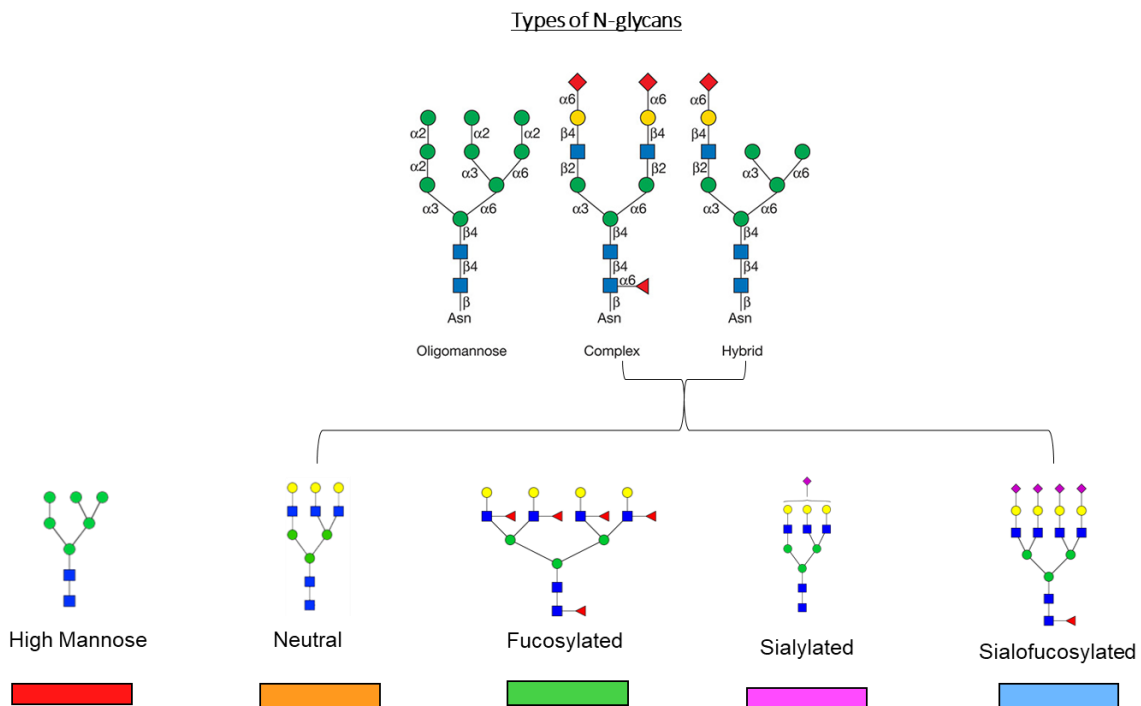 Types of N-glycans
α6 α6 α6
α2 α2 α2 β4 β4 β4
α2 α3 α6 β2 β2 β2 α3 α6
α3 α6 α3 α6 α3 α6
β4 β4 β4
β4 β4 α6 β4
β β β
Asn Asn Asn
Oligomannose Complex Hybrid
High Mannose Neutral Fucosylated Sialylated Sialofucosylated